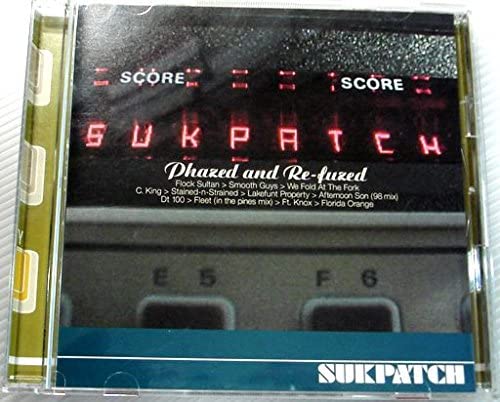 SCORE SCORE
SUKPATCH
Phazed and Re-fuzed
Flock Sultan > Smooth Guys > We Fold At The Fork
C. King > Stained-n-Strained > Lakefunt Property > Afternoon Son (98 mix)
Dt 100 > Fleet (in the pines mix) > Ft. Knox > Florida Orange
E 5 F 6
SUKPATCH